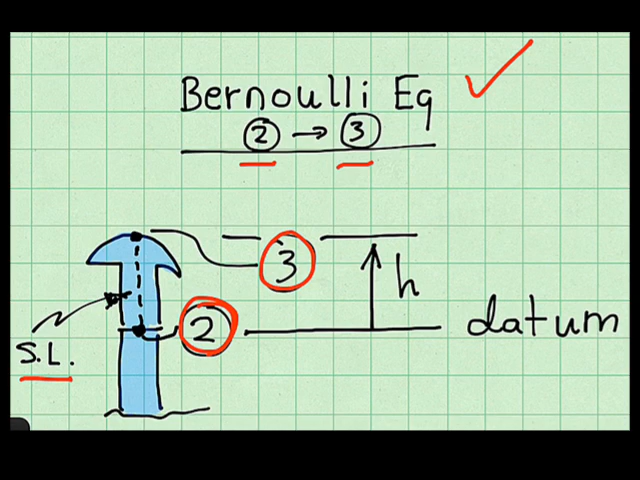 Bernoulli Eq
② → ③
③
h
② datum
S.L.